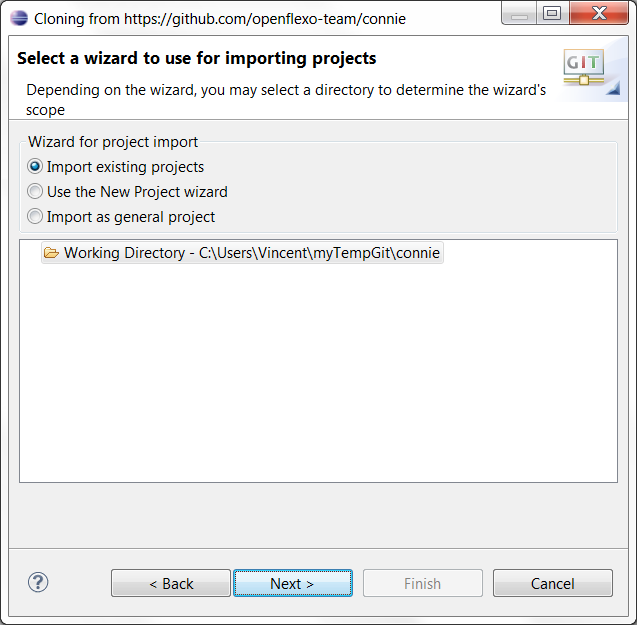 Cloning from https://github.com/openflexo-team/connie
Select a wizard to use for importing projects
GIT
Depending on the wizard, you may select a directory to determine the wizard's
scope
Wizard for project import
Import existing projects
Use the New Project wizard
Import as general project
Working Directory - C:\Users\Vincent\myTempGit\connie
?
< Back
Next >
Finish
Cancel